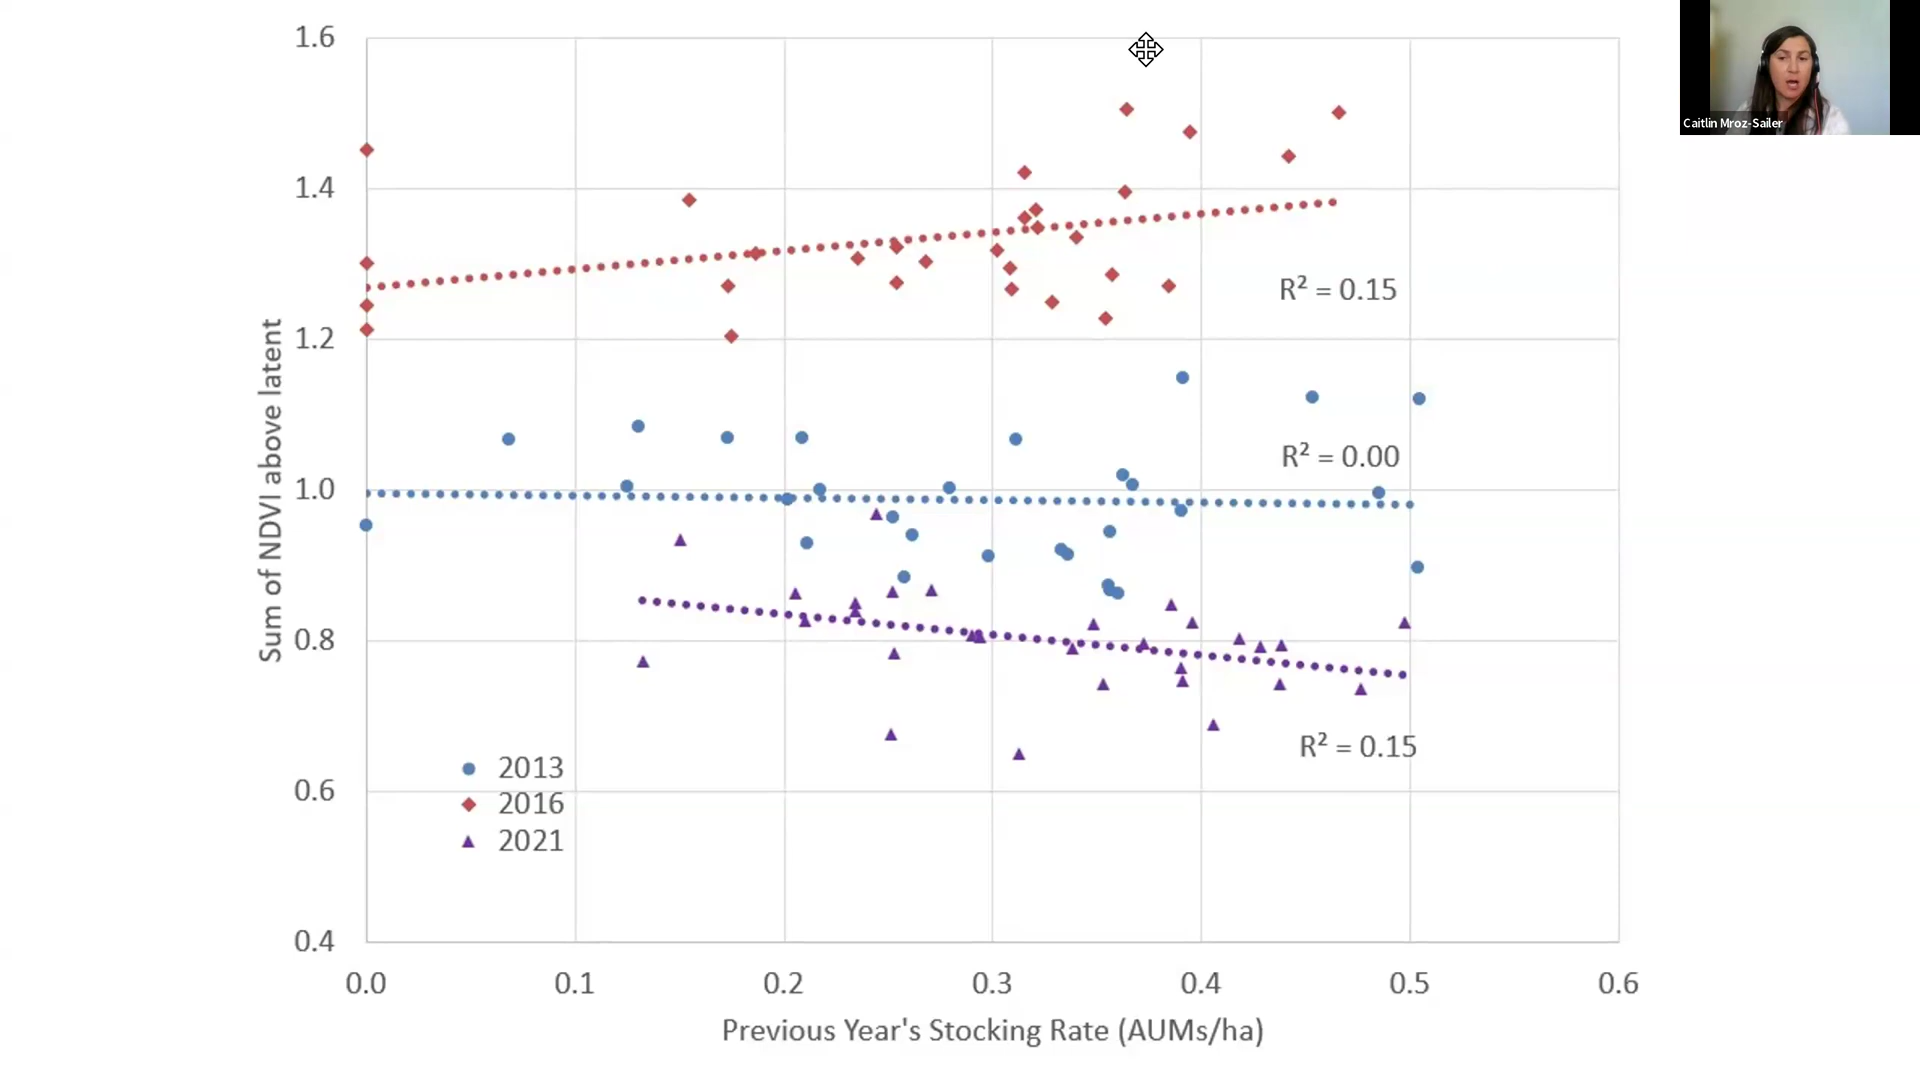 1.6
Caitlin Mroz-Sailer
1.4
R² = 0.15
1.2
R² = 0.00
1.0
Sum of NDVI above latent
0.8
R² = 0.15
2013
0.6
2016
2021
0.4
0.0 0.1 0.2 0.3 0.4 0.5 0.6
Previous Year's Stocking Rate (AUMs/ha)